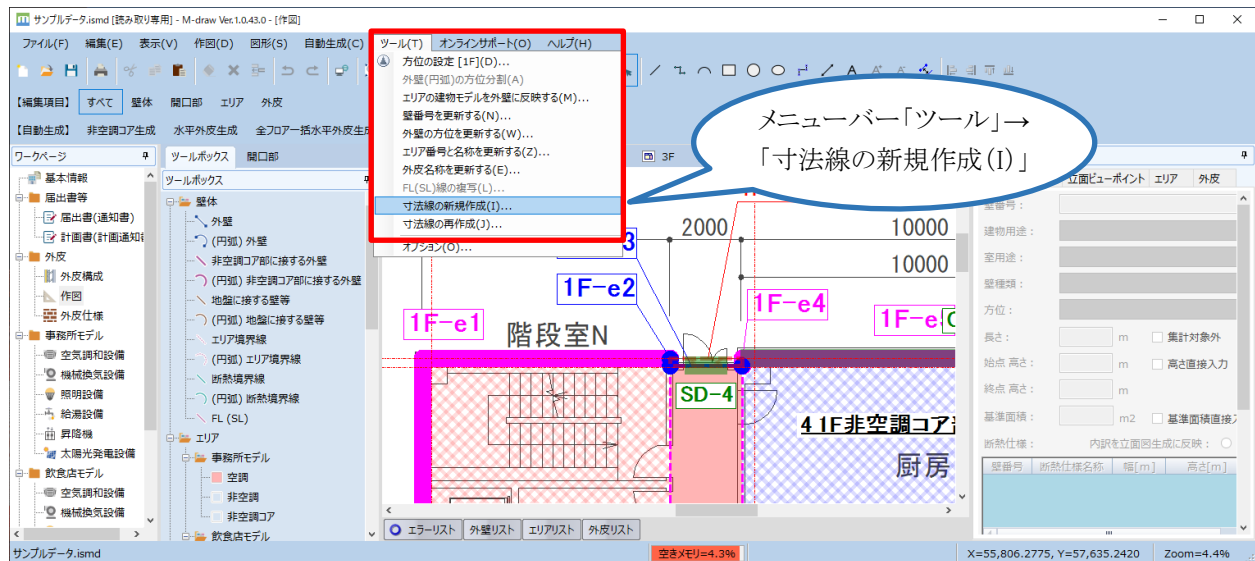 サンプルデータ.ismd [読み取り専用] - M-draw Ver.1.0.43.0 - [作図]
ファイル(F) 編集(E) 表示(V) 作図(D) 図形(S) 自動生成(C) ツール(T) オンラインサポート(O) ヘルプ(H)
【編集項目】 すべて 壁体 開口部 エリア 外皮
【自動生成】 非空調コア生成 水平外皮生成 全フロア一括水平外皮生成
方位の設定 [1F](D)...
外壁(円弧)の方位分割(A)
エリアの建物モデルを外壁に反映する(M)...
壁番号を更新する(N)...
外壁の方位を更新する(W)...
エリア番号と名称を更新する(Z)...
外皮名称を更新する(E)...
FL(SL)線の複写(L)...
寸法線の新規作成(I)...
寸法線の再作成(J)...
オプション(O)...
メニューバー「ツール」→
「寸法線の新規作成(I)」
ワークページ
基本情報
届出書等
届出書(通知書)
計画書(計画通知
外皮
外皮構成
作図
外皮仕様
事務所モデル
空気調和設備
機械換気設備
照明設備
給湯設備
昇降機
太陽光発電設備
飲食店モデル
空気調和設備
機械換気設備
ツールボックス 開口部
ツールボックス
壁体
外壁
(円弧) 外壁
非空調コア部に接する外壁
(円弧) 非空調コア部に接する外壁
地盤に接する壁等
(円弧) 地盤に接する壁等
エリア境界線
(円弧) エリア境界線
断熱境界線
(円弧) 断熱境界線
FL (SL)
エリア
事務所モデル
空調
非空調
非空調コア
飲食店モデル
3F
2000 10000
10000
3
1F-e2
1F-e1
1F-e4
1F-e
階段室N
SD-4
4 1F非空調コア
厨房
エラーリスト 外壁リスト エリアリスト 外皮リスト
立面ビューポイント エリア 外皮
壁番号：
建物用途：
室用途：
壁種類：
方位：
長さ： m 集計対象外
始点 高さ： m 高さ直接入力
終点 高さ： m
基準面積： m2 基準面積直接入
断熱仕様： 内訳を立面図生成に反映：
壁番号 断熱仕様名称 幅[m] 高さ[m]
サンプルデータ.ismd 空きメモリ=4.3% X=55,806.2775, Y=57,635.2420 Zoom=4.4%